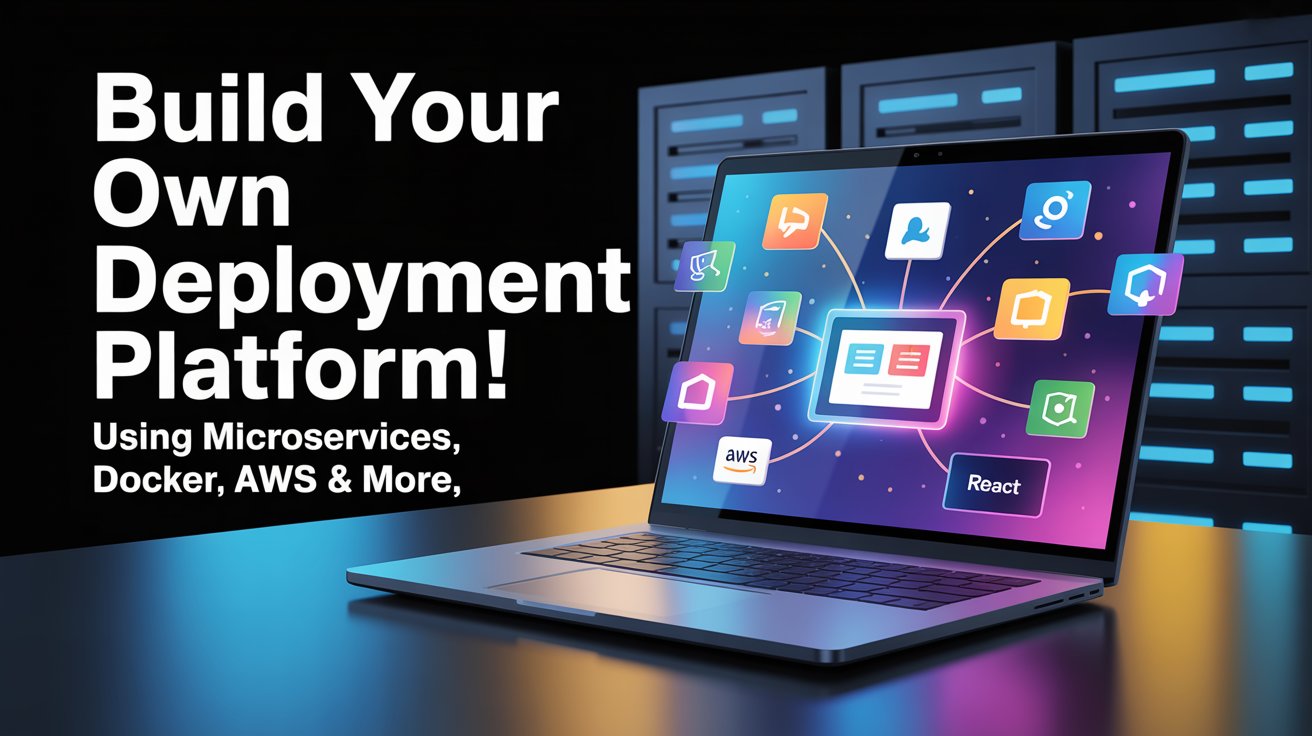 Build Your
Own
Deployment
Platform!
Using Microservices,
Docker, AWS & More,
aws
React